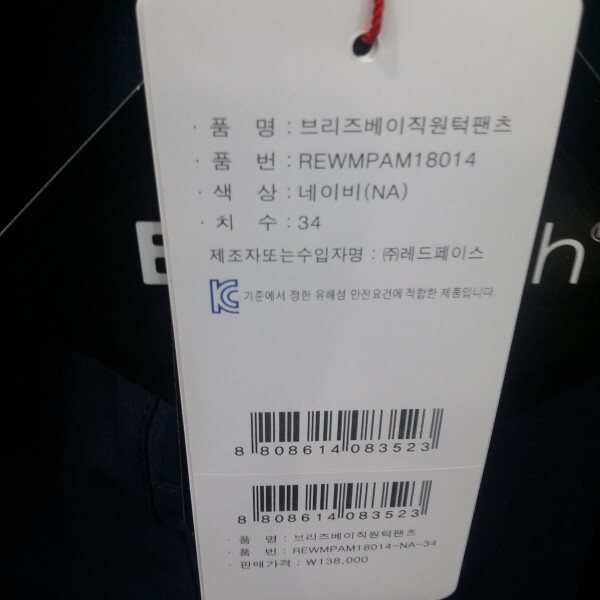 · 품 명 : 브리즈베이직원턱팬츠
· 품 번 : REWMPAM18014
· 색 상 : 네이비(NA)
· 치 수 : 34
제조자또는수입자명 : ㈜레드페이스
KC 기준에서 정한 유해성 안전요건에 적합한 제품입니다.
8 808614 083523
8 808614 083523
· 품 명 : 브리즈베이직원턱팬츠
· 품 번 : REWMPAM18014-NA-34
· 판매가격 : ₩138,000